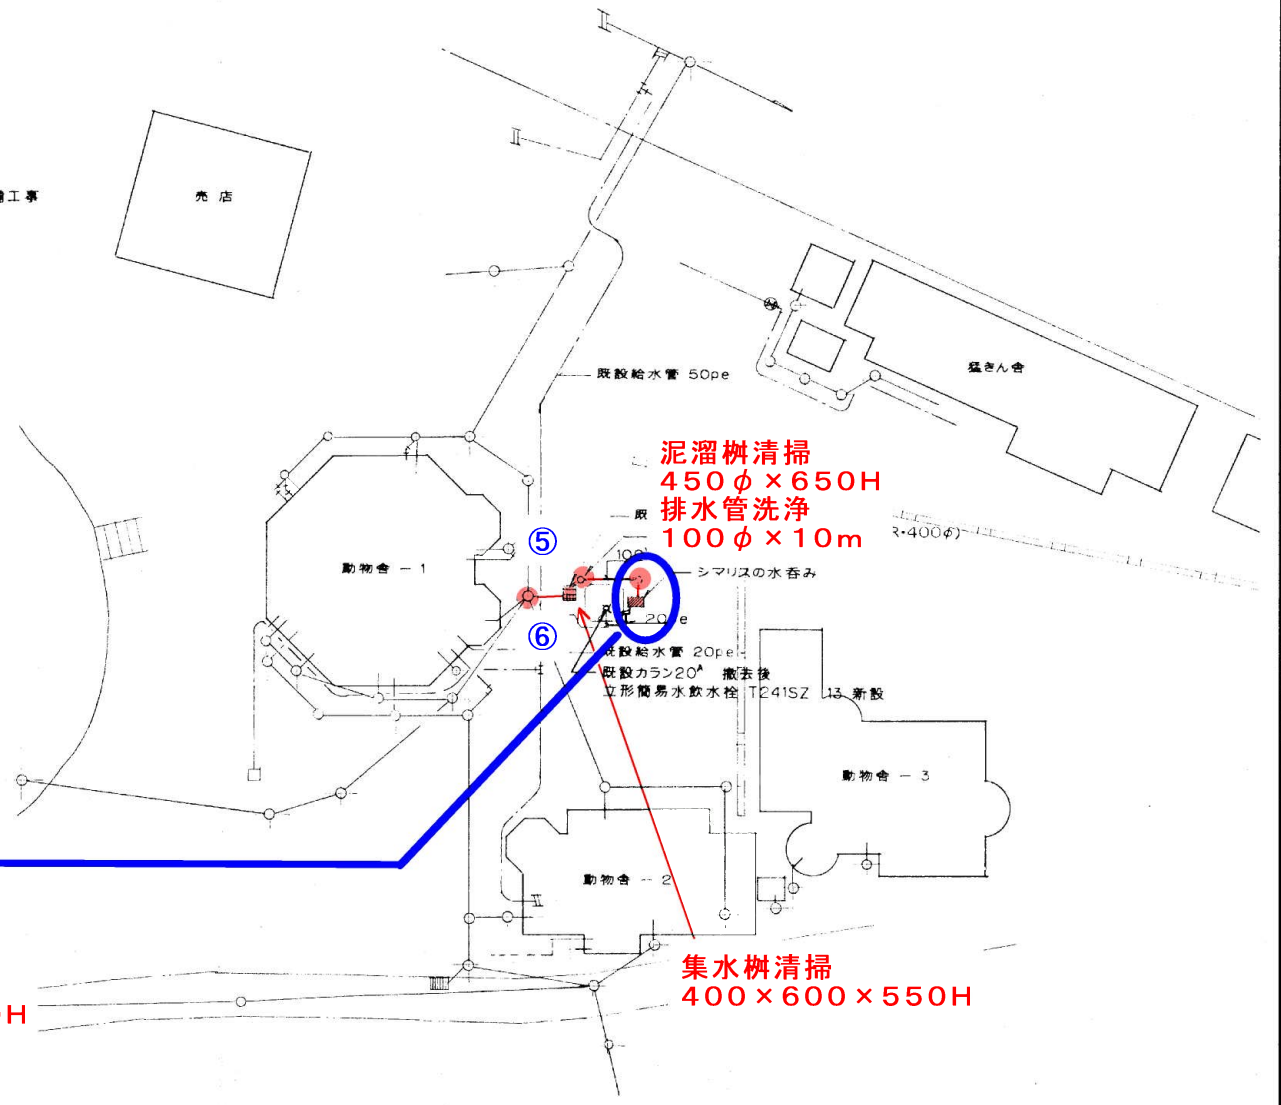 工事
売店
既設給水管 50pe
猛きん舎
泥溜桝清掃
450φ×650H
排水管洗浄
100φ×10m
既
R・400φ)
⑤
100
動物舎－1
シマリスの水呑み
⑥
20pe
既設給水管 20pe
既設カラン20A 撤去後
立形簡易水飲水栓 T241SZ 13 新設
動物舎－3
動物舎－2
集水桝清掃
400×600×550H
H